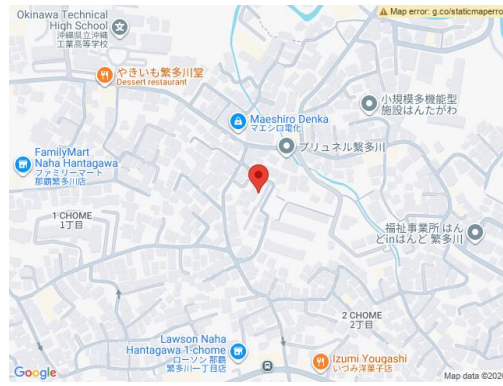 Okinawa Technical
High School
沖縄県立沖縄
工業高等学校
Map error: g.co/staticmaperro
やきいも繁多川堂
Dessert restaurant
小規模多機能型
施設はんたがわ
Maeshiro Denka
マエシロ電化
プリュネル繫多川
FamilyMart
Naha Hantagawa
ファミリーマート
那覇繁多川店
1 CHOME
1丁目
福祉事業所 はん
どinはんど 繁多川
2 CHOME
2丁目
Lawson Naha
Hantagawa 1-chome
ローソン 那覇
繁多川一丁目店
Izumi Yougashi
いづみ洋菓子店
Google
Map data ©202